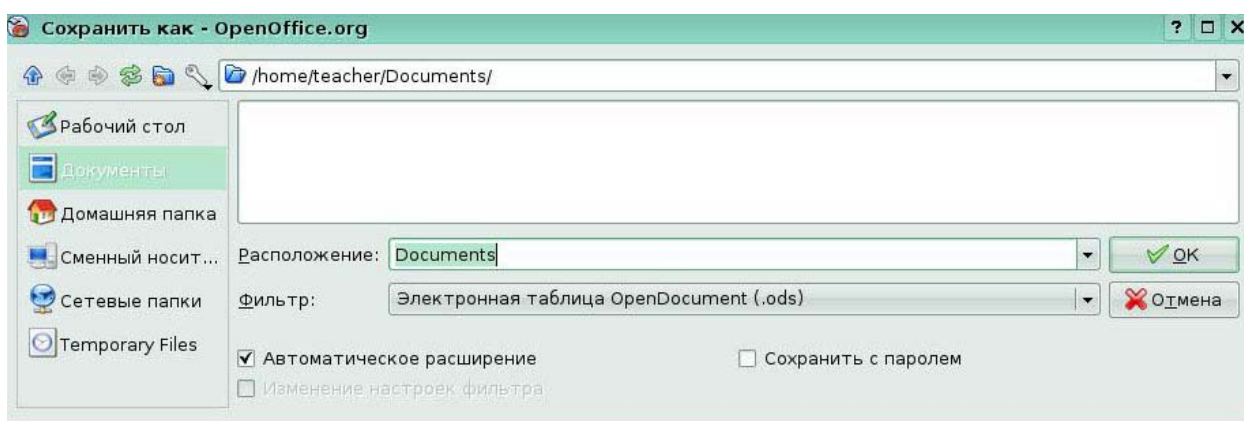 Сохранить как - OpenOffice.org
/home/teacher/Documents/
Рабочий стол
Документы
Домашняя папка
Сменный носит...
Сетевые папки
Temporary Files
Расположение: Documents
OK
Фильтр: Электронная таблица OpenDocument (.ods)
Отмена
Автоматическое расширение
Сохранить с паролем
Изменение настроек фильтра